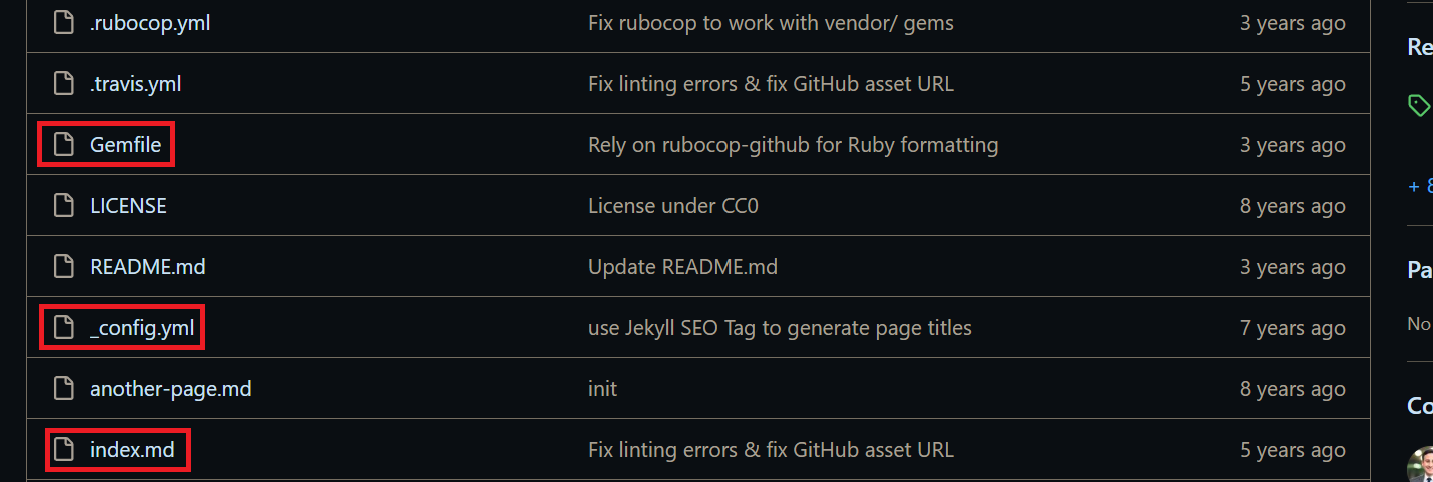 .rubocop.yml Fix rubocop to work with vendor/ gems 3 years ago
Re
.travis.yml Fix linting errors & fix GitHub asset URL 5 years ago
Gemfile Rely on rubocop-github for Ruby formatting 3 years ago
+ 8
LICENSE License under CC0 8 years ago
README.md Update README.md 3 years ago
Pa
_config.yml use Jekyll SEO Tag to generate page titles 7 years ago
No
another-page.md init 8 years ago
Co
index.md Fix linting errors & fix GitHub asset URL 5 years ago